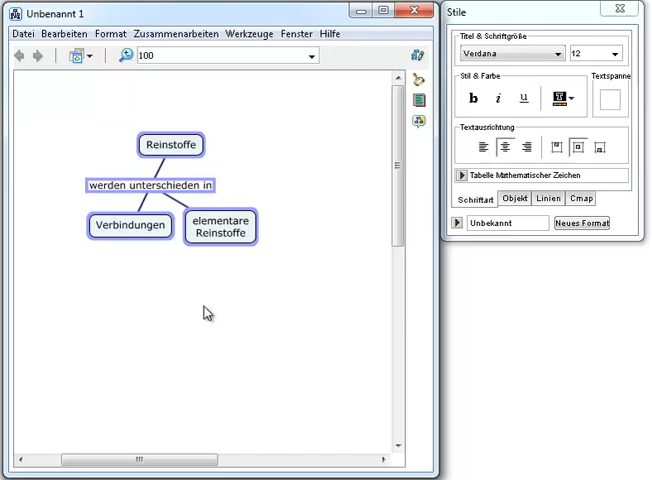 Unbenannt 1
Datei Bearbeiten Format Zusammenarbeiten Werkzeuge Fenster Hilfe
100
Reinstoffe
werden unterschieden in
Verbindungen
elementare
Reinstoffe
Stile
Titel & Schriftgröße
Verdana 12
Stil & Farbe Textspanne
b i u T
Textausrichtung
Tabelle Mathematischer Zeichen
Schriftart Objekt Linien Cmap
Unbekannt Neues Format